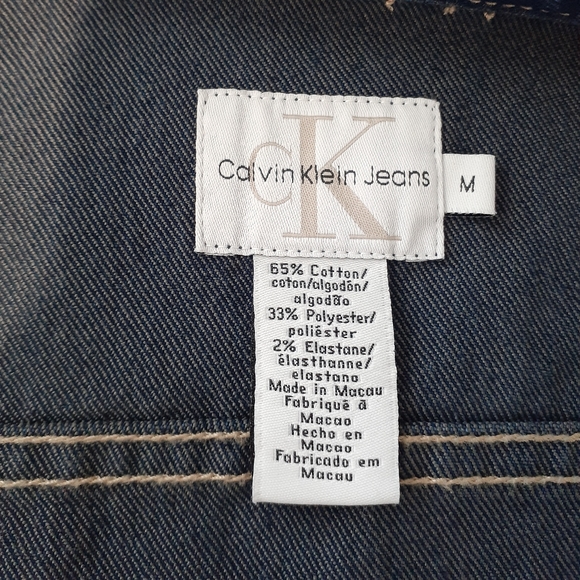 CK
Calvin Klein Jeans
M
65% Cotton/
coton/algodón/
algodão
33% Polyester/
poliéster
2% Elastane/
élasthanne/
elastano
Made in Macau
Fabriqué à
Macao
Hecho en
Macao
Fabricado em
Macau